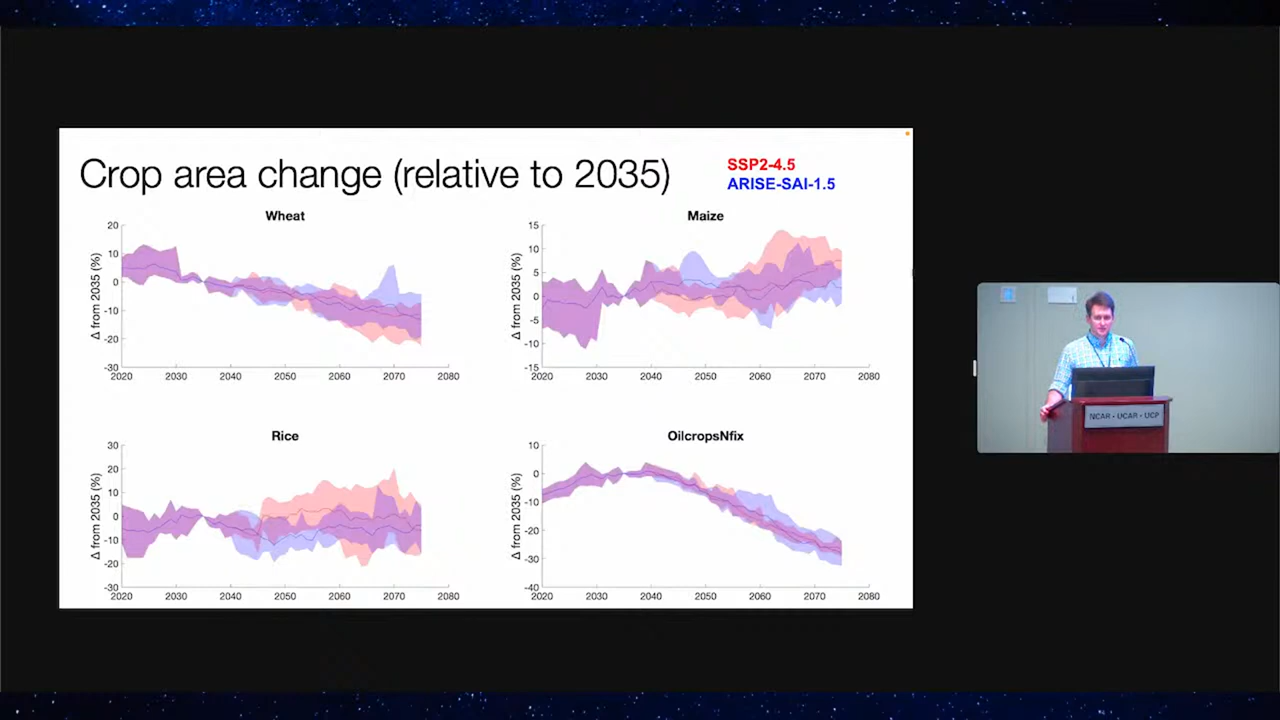 Crop area change (relative to 2035)
SSP2-4.5
ARISE-SAI-1.5
Wheat
Δ from 2035 (%)
20
10
0
-10
-20
-30
2020 2030 2040 2050 2060 2070 2080
Maize
Δ from 2035 (%)
15
10
5
0
-5
-10
-15
2020 2030 2040 2050 2060 2070 2080
Rice
Δ from 2035 (%)
30
20
10
0
-10
-20
-30
2020 2030 2040 2050 2060 2070 2080
OilcropsNfix
Δ from 2035 (%)
10
0
-10
-20
-30
-40
2020 2030 2040 2050 2060 2070 2080
NCAR • UCAR • UCP